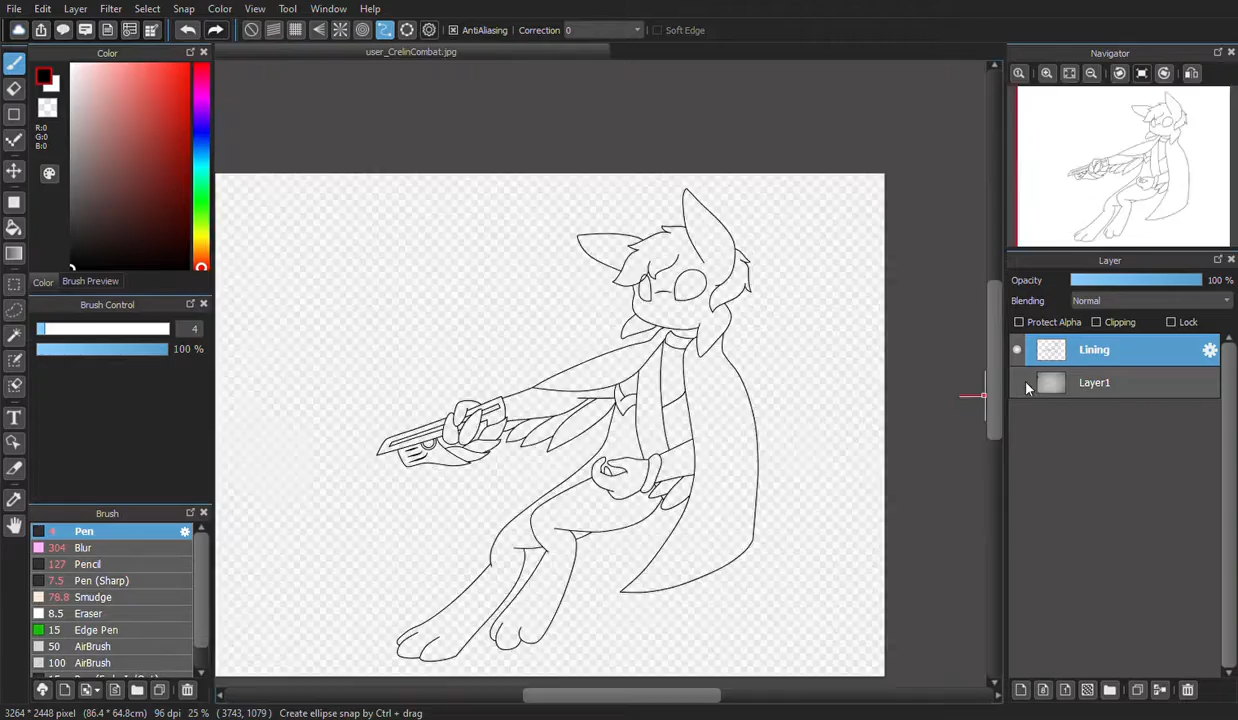 File Edit Layer Filter Select Snap Color View Tool Window Help
AntiAliasing Correction 0 Soft Edge
Color
user_CrelinCombat.jpg
Navigator
R:0
G:0
B:0
Color Brush Preview
Brush Control
4
100 %
Layer
Opacity 100 %
Blending Normal
Protect Alpha Clipping Lock
Lining
Layer1
Brush
4 Pen
304 Blur
127 Pencil
7.5 Pen (Sharp)
78.8 Smudge
8.5 Eraser
15 Edge Pen
50 AirBrush
100 AirBrush
3264 * 2448 pixel (86.4 * 64.8cm) 96 dpi 25 % ( 3743, 1079 ) Create ellipse snap by Ctrl + drag